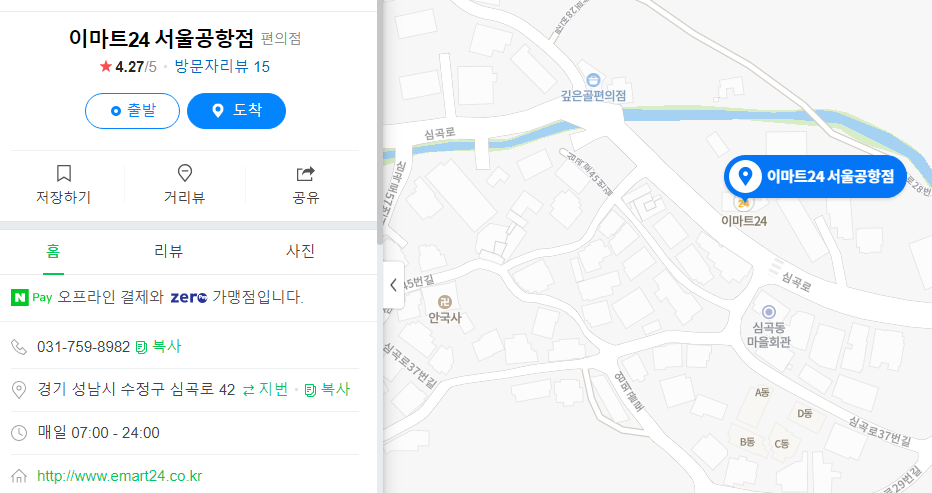 이마트24 서울공항점 편의점
★ 4.27/5 · 방문자리뷰 15
출발 도착
저장하기 거리뷰 공유
홈 리뷰 사진
N Pay 오프라인 결제와 zero Pay 가맹점입니다.
031-759-8982 복사
경기 성남시 수정구 심곡로 42 지번 · 복사
매일 07:00 - 24:00
http://www.emart24.co.kr
깊은골편의점
심곡로
이마트24 서울공항점
24
이마트24
45번길
안국사
심곡로
심곡동
마을회관
심곡로37번길
A동
D동
B동
C동
심곡로37번길